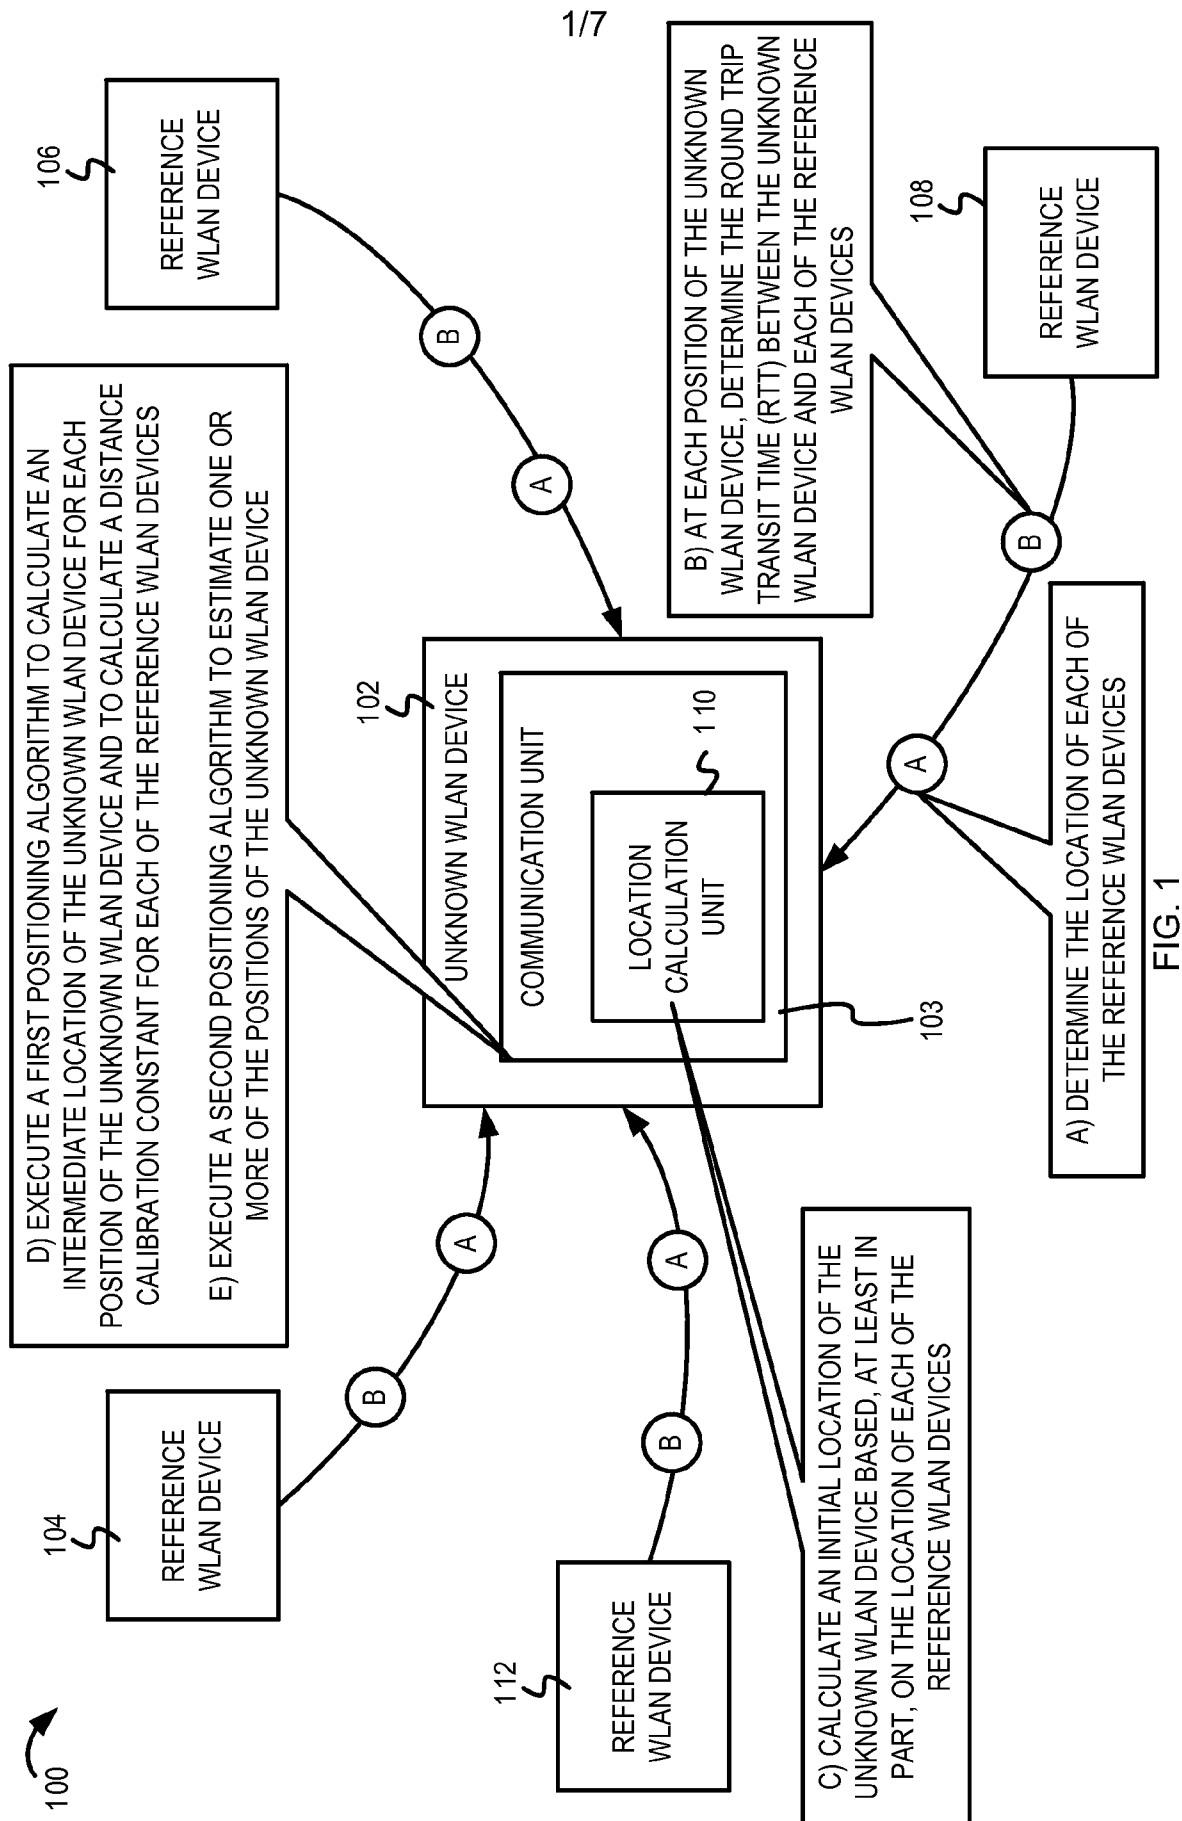 1/7
100
104
REFERENCE
WLAN DEVICE
106
REFERENCE
WLAN DEVICE
D) EXECUTE A FIRST POSITIONING ALGORITHM TO CALCULATE AN
INTERMEDIATE LOCATION OF THE UNKNOWN WLAN DEVICE FOR EACH
POSITION OF THE UNKNOWN WLAN DEVICE AND TO CALCULATE A DISTANCE
CALIBRATION CONSTANT FOR EACH OF THE REFERENCE WLAN DEVICES
E) EXECUTE A SECOND POSITIONING ALGORITHM TO ESTIMATE ONE OR
MORE OF THE POSITIONS OF THE UNKNOWN WLAN DEVICE
B
A
B
A
102
UNKNOWN WLAN DEVICE
COMMUNICATION UNIT
LOCATION
CALCULATION
UNIT
110
103
112
REFERENCE
WLAN DEVICE
B
A
B) AT EACH POSITION OF THE UNKNOWN
WLAN DEVICE, DETERMINE THE ROUND TRIP
TRANSIT TIME (RTT) BETWEEN THE UNKNOWN
WLAN DEVICE AND EACH OF THE REFERENCE
WLAN DEVICES
108
REFERENCE
WLAN DEVICE
A
B
C) CALCULATE AN INITIAL LOCATION OF THE
UNKNOWN WLAN DEVICE BASED, AT LEAST IN
PART, ON THE LOCATION OF EACH OF THE
REFERENCE WLAN DEVICES
A) DETERMINE THE LOCATION OF EACH OF
THE REFERENCE WLAN DEVICES
FIG. 1